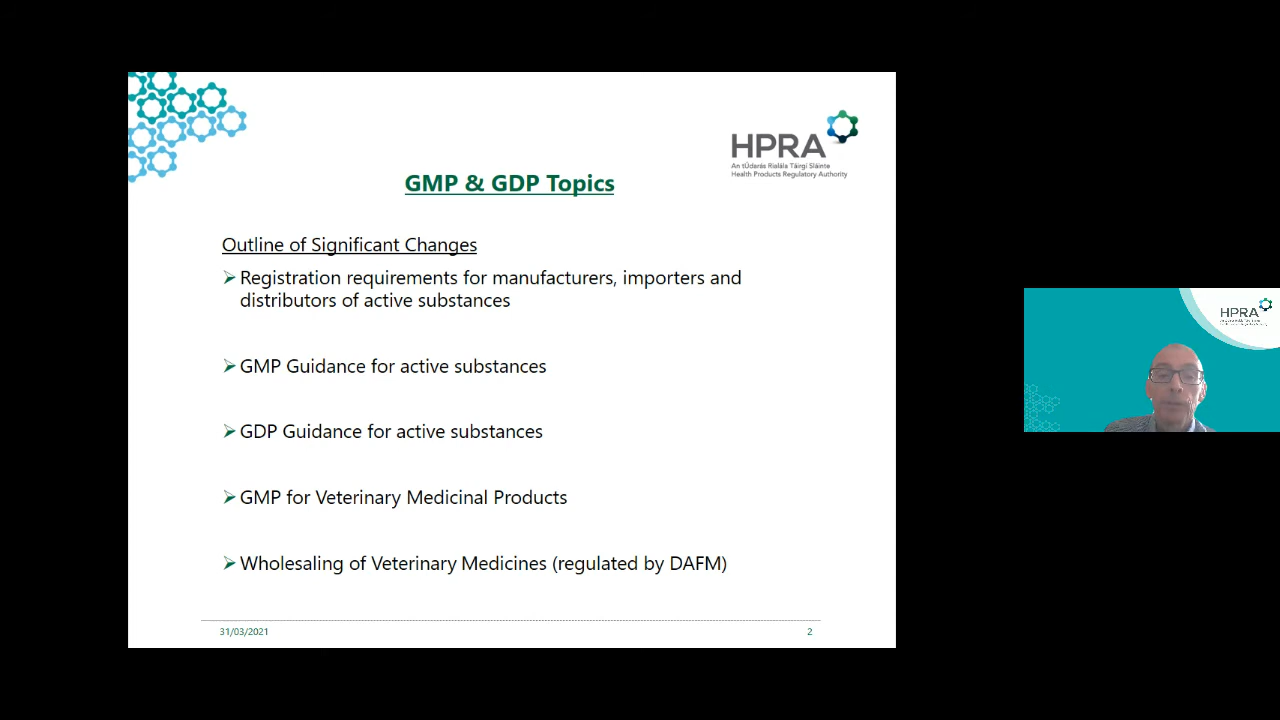 HPRA
An tÚdarás Rialála Táirgí Sláinte
Health Products Regulatory Authority
GMP & GDP Topics
Outline of Significant Changes
Registration requirements for manufacturers, importers and
distributors of active substances
GMP Guidance for active substances
GDP Guidance for active substances
GMP for Veterinary Medicinal Products
Wholesaling of Veterinary Medicines (regulated by DAFM)
31/03/2021
2
HPRA